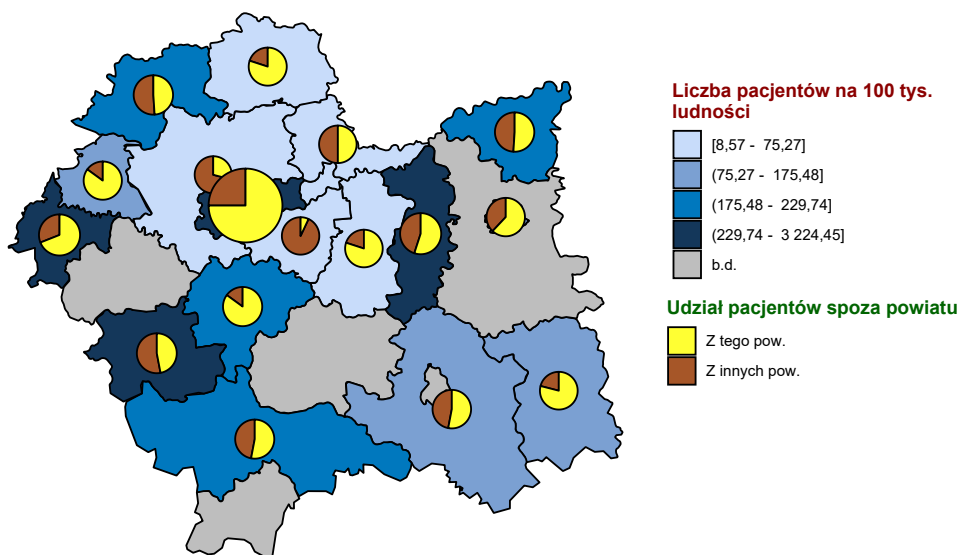 Liczba pacjentów na 100 tys.
ludności
[8,57 - 75,27]
(75,27 - 175,48]
(175,48 - 229,74]
(229,74 - 3 224,45]
b.d.
Udział pacjentów spoza powiatu
Z tego pow.
Z innych pow.